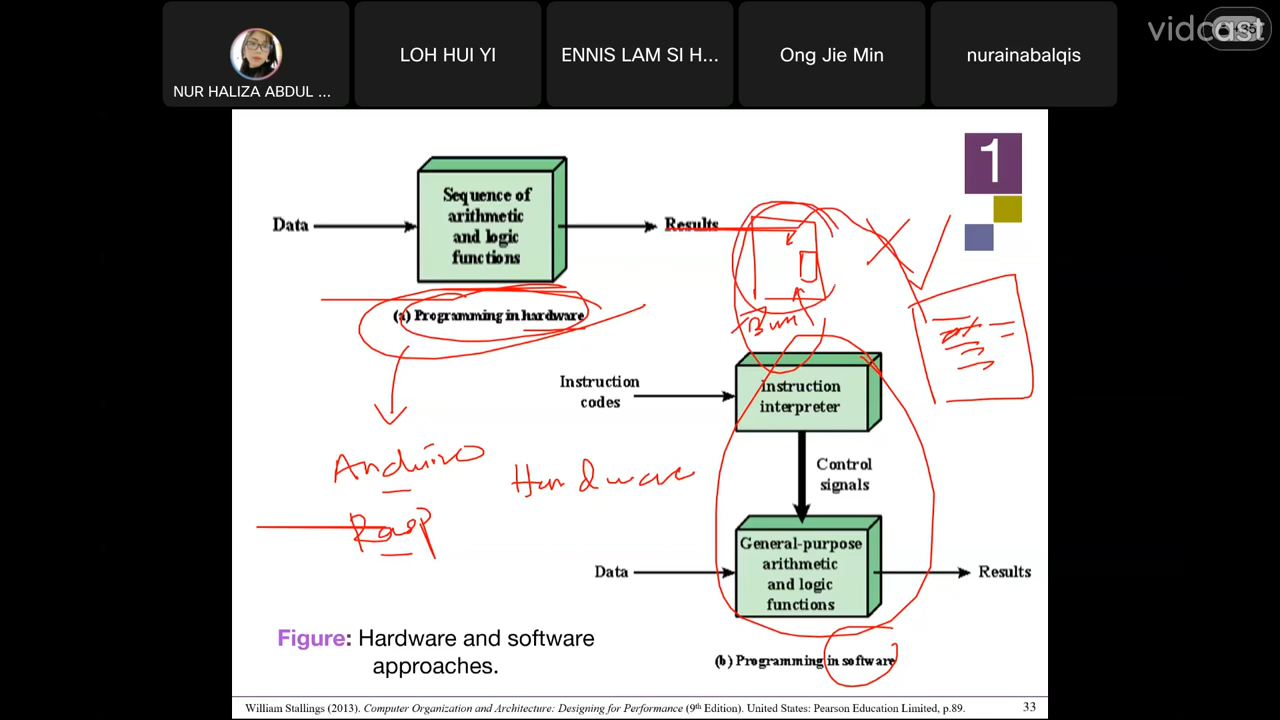 vidcast
NUR HALIZA ABDUL ...
LOH HUI YI
ENNIS LAM SI H...
Ong Jie Min
nurainabalqis
1
Data
Sequence of
arithmetic
and logic
functions
Results
(a) Programming in hardware
Instruction
codes
Instruction
interpreter
Control
signals
Arduino
Hardware
Rasp
Data
General-purpose
arithmetic
and logic
functions
Results
(b) Programming in software
Figure: Hardware and software
approaches.
William Stallings (2013). Computer Organization and Architecture: Designing for Performance (9th Edition). United States: Pearson Education Limited, p.89.
33